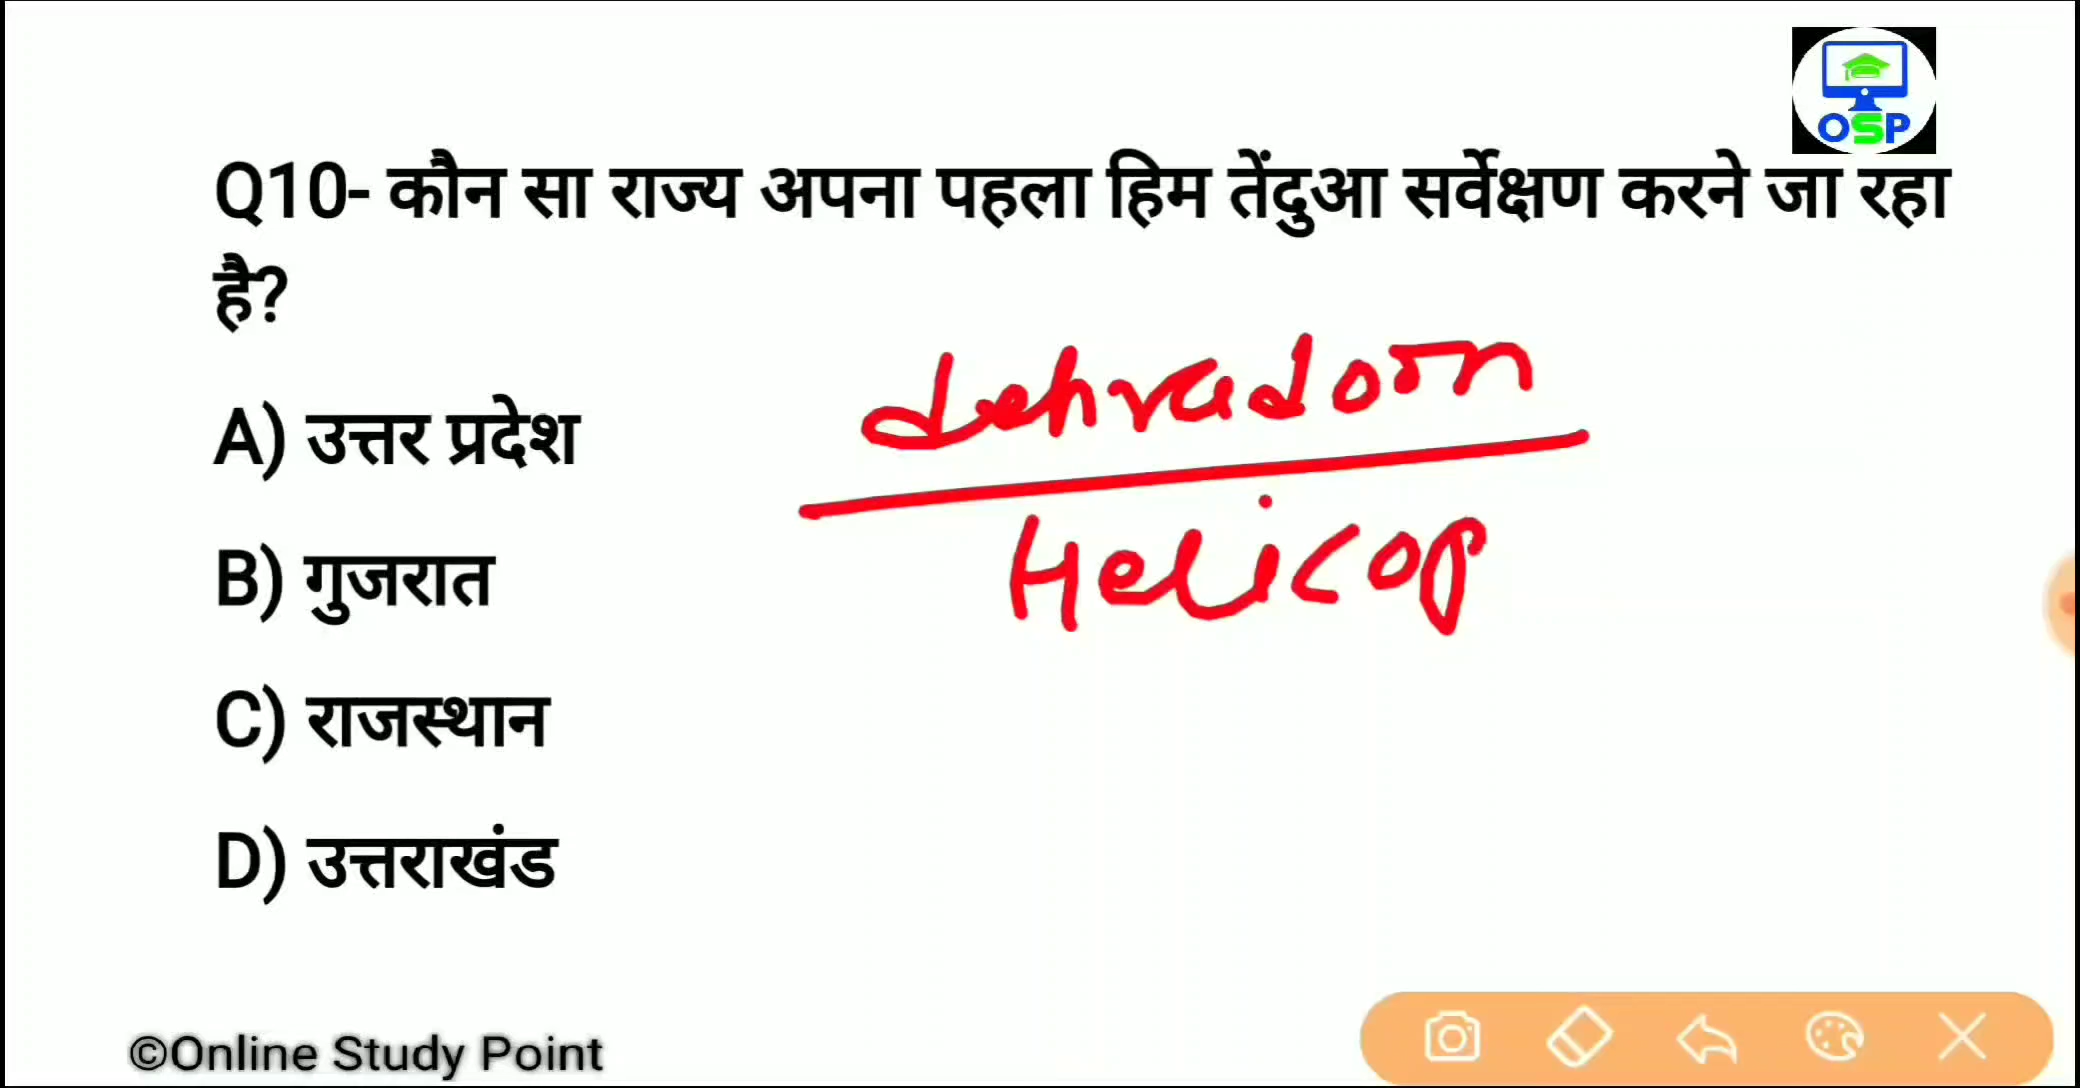 OSP
Q10- कौन सा राज्य अपना पहला हिम तेंदुआ सर्वेक्षण करने जा रहा
है?
dehradoon
A) उत्तर प्रदेश
Helicop
B) गुजरात
C) राजस्थान
D) उत्तराखंड
©Online Study Point